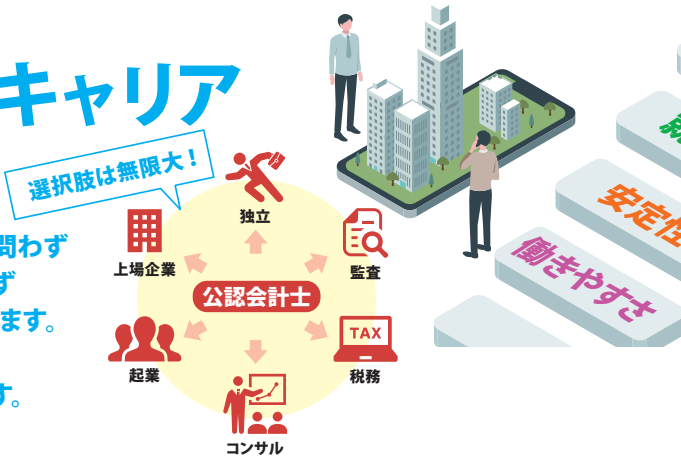 キャリア
選択肢は無限大！
問わず
ず
ます。
す。
独立
上場企業
監査
公認会計士
起業
TAX
税務
コンサル
安定性
働きやすさ